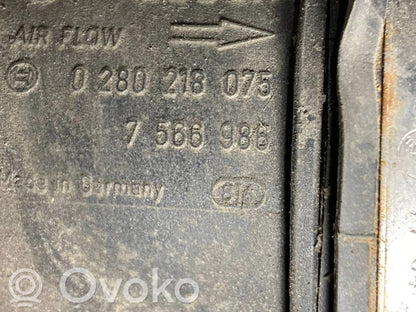 AIR FLOW
0 280 218 075
7 566 986
Made in Germany
Ovoko